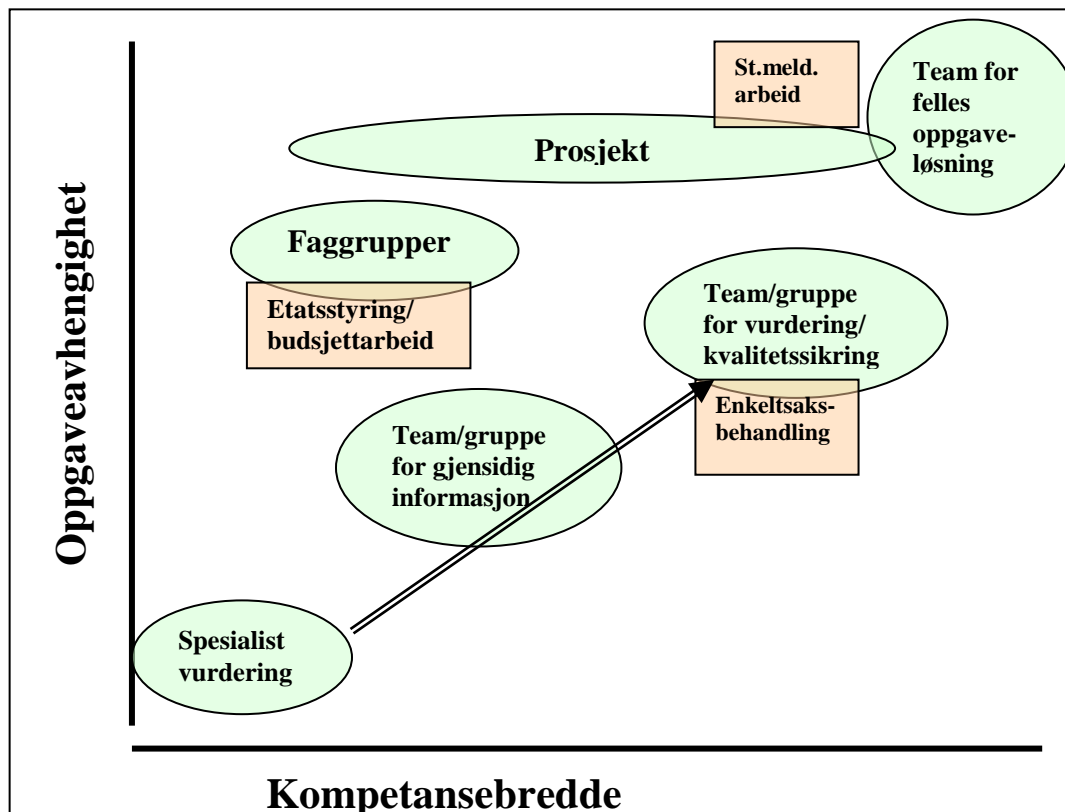 St.meld.
arbeid
Team for
felles
oppgave-
løsning
Prosjekt
Faggrupper
Etatsstyring/
budsjettarbeid
Team/gruppe
for vurdering/
kvalitetssikring
Enkeltsaks-
behandling
Team/gruppe
for gjensidig
informasjon
Spesialist
vurdering
Oppgaveavhengighet
Kompetansebredde